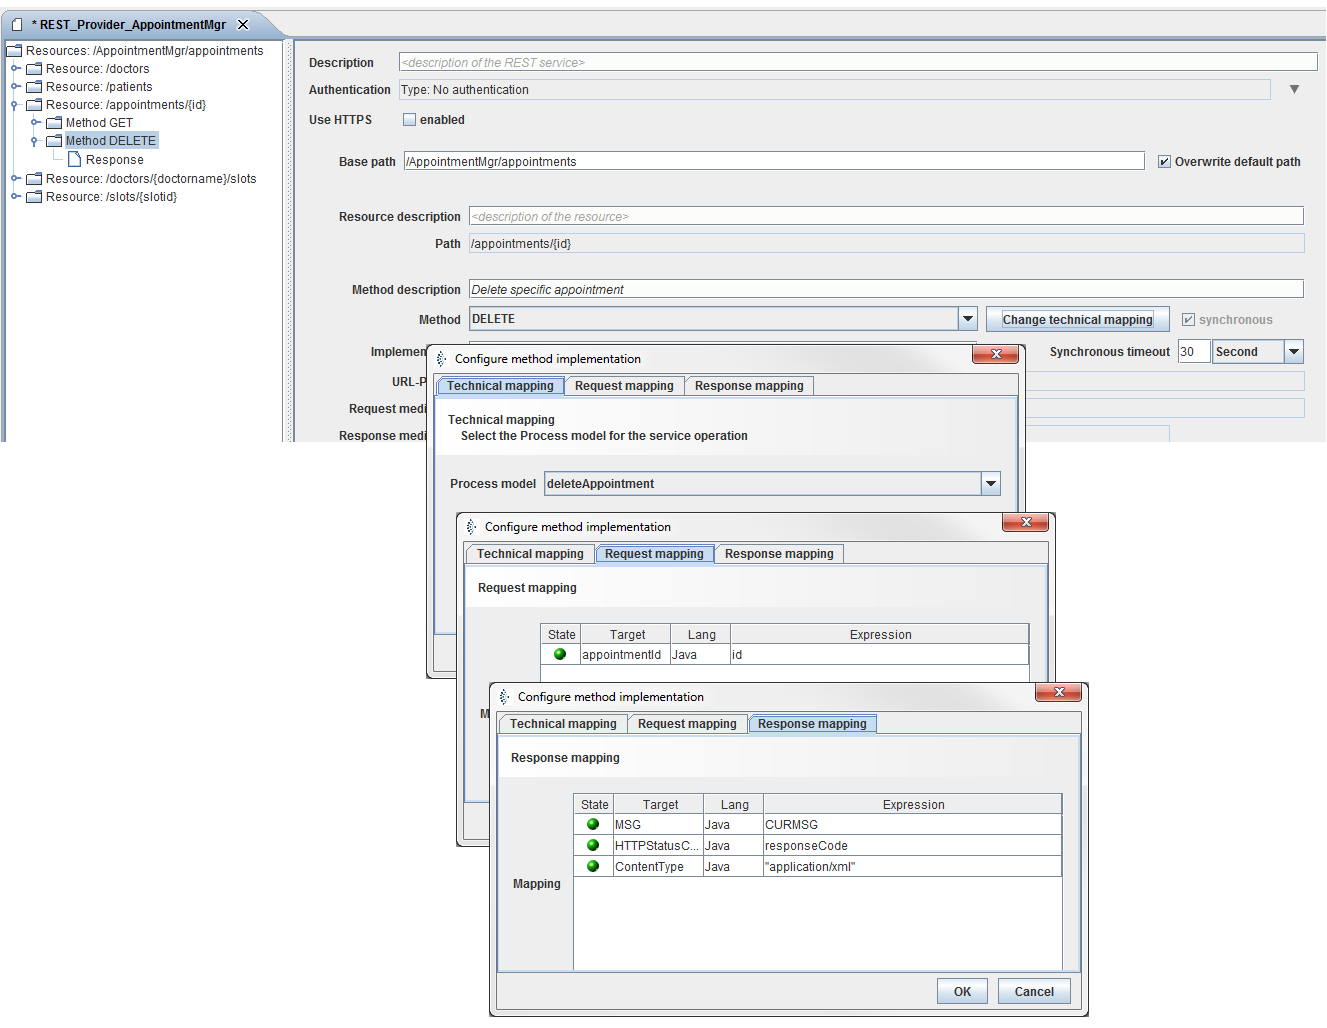 * REST_Provider_AppointmentMgr
Resources: /AppointmentMgr/appointments
Resource: /doctors
Resource: /patients
Resource: /appointments/{id}
Method GET
Method DELETE
Response
Resource: /doctors/{doctorname}/slots
Resource: /slots/{slotid}
Description <description of the REST service>
Authentication Type: No authentication
Use HTTPS enabled
Base path /AppointmentMgr/appointments Overwrite default path
Resource description <description of the resource>
Path /appointments/{id}
Method description Delete specific appointment
Method DELETE Change technical mapping synchronous
Implemen Synchronous timeout 30 Second
URL-P
Request medi
Response medi
Configure method implementation
Technical mapping Request mapping Response mapping
Technical mapping
Select the Process model for the service operation
Process model deleteAppointment
Configure method implementation
Technical mapping Request mapping Response mapping
Request mapping
State Target Lang Expression
appointmentId Java id
M
Configure method implementation
Technical mapping Request mapping Response mapping
Response mapping
State Target Lang Expression
MSG Java CURMSG
HTTPStatusC... Java responseCode
ContentType Java "application/xml"
Mapping
OK Cancel